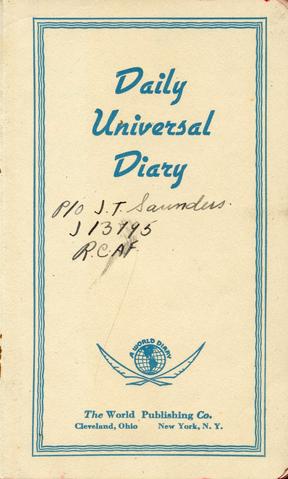 Daily
Universal
Diary
P/O J.T. Saunders.
J 13795
R.C.A.F.
A WORLD DIARY
The World Publishing Co.
Cleveland, Ohio New York, N. Y.